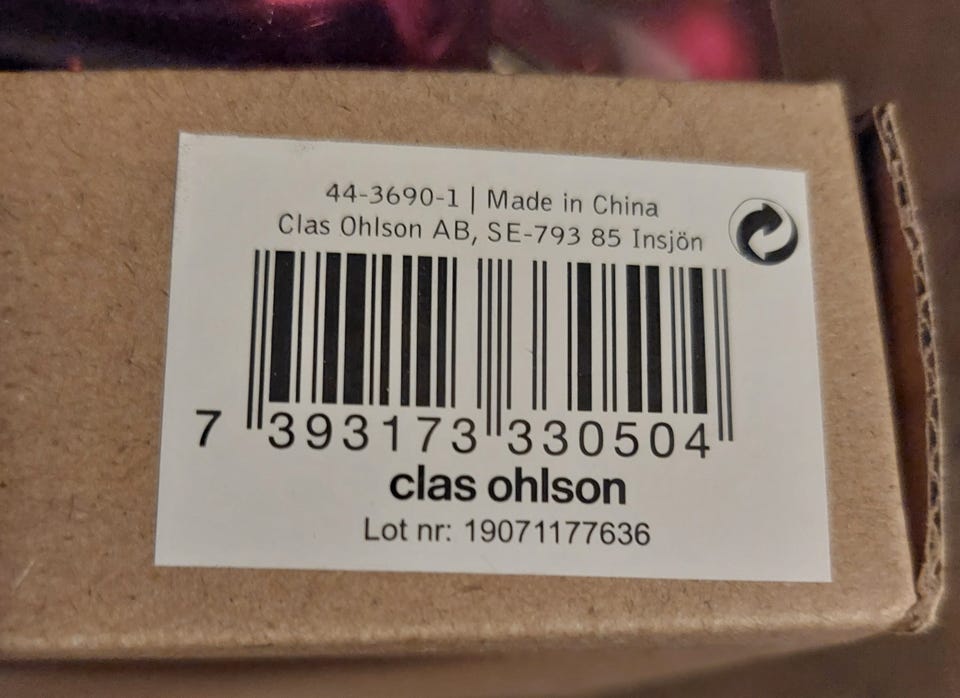 44-3690-1 | Made in China
Clas Ohlson AB, SE-793 85 Insjön
7 393173 330504
clas ohlson
Lot nr: 19071177636